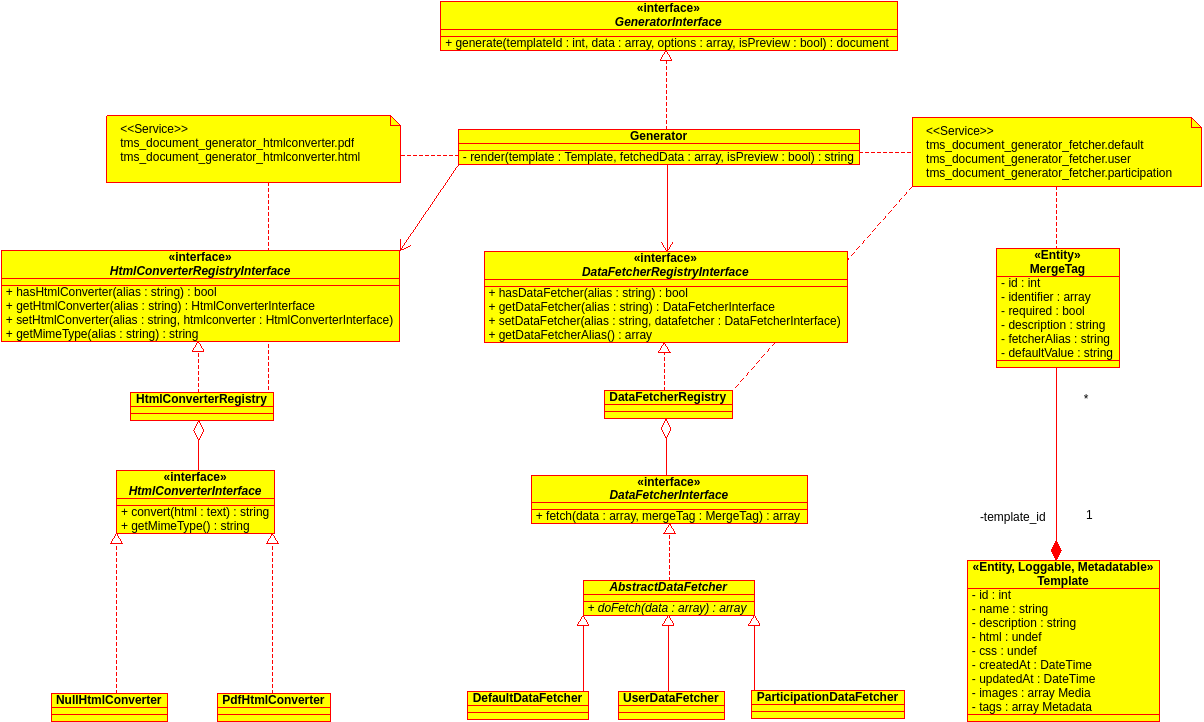 «interface»
GeneratorInterface
+ generate(templateId : int, data : array, options : array, isPreview : bool) : document
<<Service>>
tms_document_generator_htmlconverter.pdf
tms_document_generator_htmlconverter.html
Generator
- render(template : Template, fetchedData : array, isPreview : bool) : string
<<Service>>
tms_document_generator_fetcher.default
tms_document_generator_fetcher.user
tms_document_generator_fetcher.participation
«interface»
HtmlConverterRegistryInterface
+ hasHtmlConverter(alias : string) : bool
+ getHtmlConverter(alias : string) : HtmlConverterInterface
+ setHtmlConverter(alias : string, htmlconverter : HtmlConverterInterface)
+ getMimeType(alias : string) : string
«interface»
DataFetcherRegistryInterface
+ hasDataFetcher(alias : string) : bool
+ getDataFetcher(alias : string) : DataFetcherInterface
+ setDataFetcher(alias : string, datafetcher : DataFetcherInterface)
+ getDataFetcherAlias() : array
«Entity»
MergeTag
- id : int
- identifier : array
- required : bool
- description : string
- fetcherAlias : string
- defaultValue : string
HtmlConverterRegistry
DataFetcherRegistry
*
«interface»
HtmlConverterInterface
+ convert(html : text) : string
+ getMimeType() : string
«interface»
DataFetcherInterface
+ fetch(data : array, mergeTag : MergeTag) : array
-template_id
1
AbstractDataFetcher
+ doFetch(data : array) : array
«Entity, Loggable, Metadatable»
Template
- id : int
- name : string
- description : string
- html : undef
- css : undef
- createdAt : DateTime
- updatedAt : DateTime
- images : array Media
- tags : array Metadata
NullHtmlConverter
PdfHtmlConverter
DefaultDataFetcher
UserDataFetcher
ParticipationDataFetcher